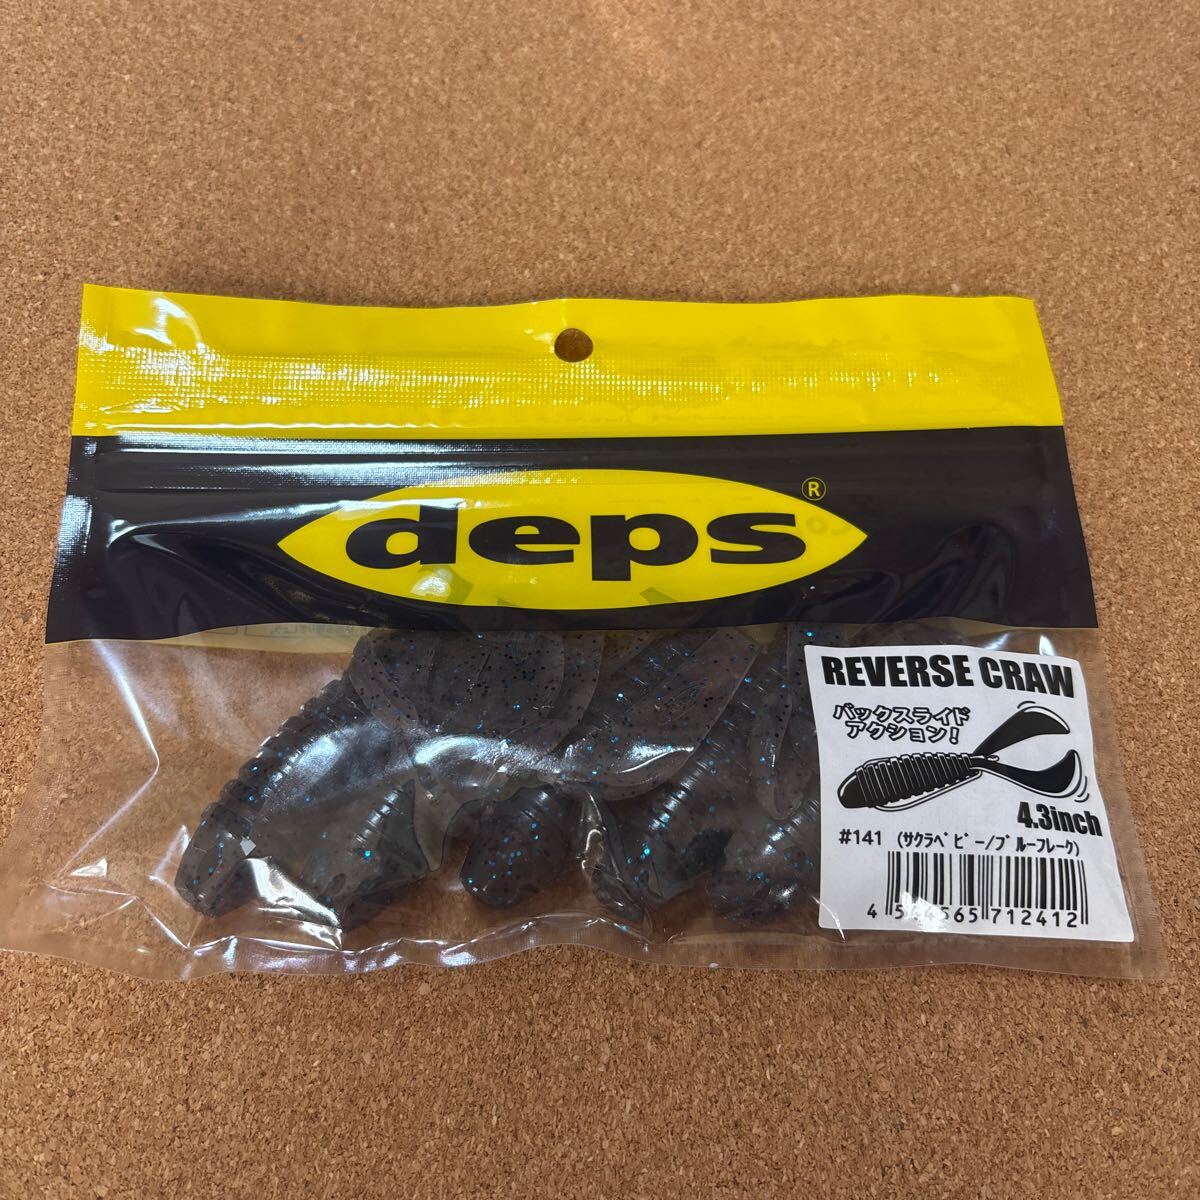 deps®
REVERSE CRAW
バックスライド
アクション!
4.3inch
#141 (サクラベビー/ブルーフレーク)